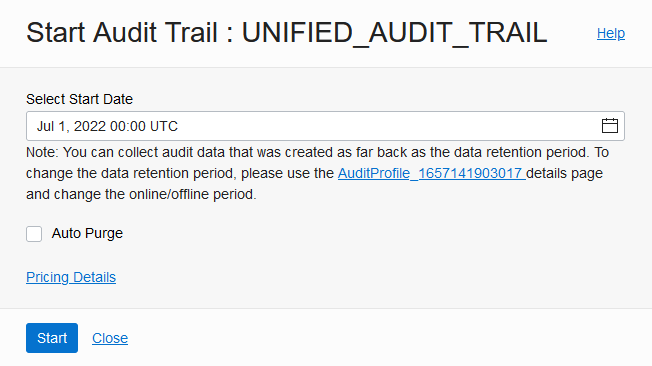 Start Audit Trail : UNIFIED_AUDIT_TRAIL
Help
Select Start Date
Jul 1, 2022 00:00 UTC
Note: You can collect audit data that was created as far back as the data retention period. To
change the data retention period, please use the AuditProfile_1657141903017 details page
and change the online/offline period.
Auto Purge
Pricing Details
Start Close